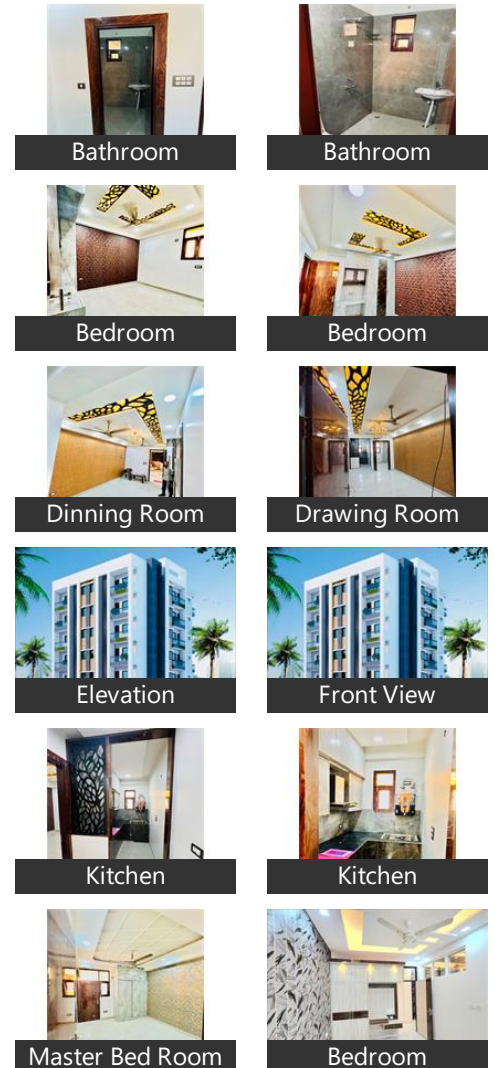 Bathroom
Bathroom
Bedroom
Bedroom
Dinning Room
Drawing Room
Elevation
Front View
Kitchen
Kitchen
Master Bed Room
Bedroom